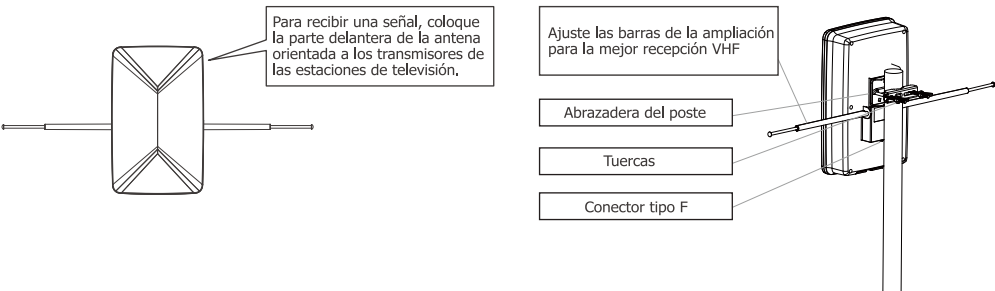 Para recibir una señal, coloque
la parte delantera de la antena
orientada a los transmisores de
las estaciones de televisión.
Ajuste las barras de la ampliación
para la mejor recepción VHF
Abrazadera del poste
Tuercas
Conector tipo F